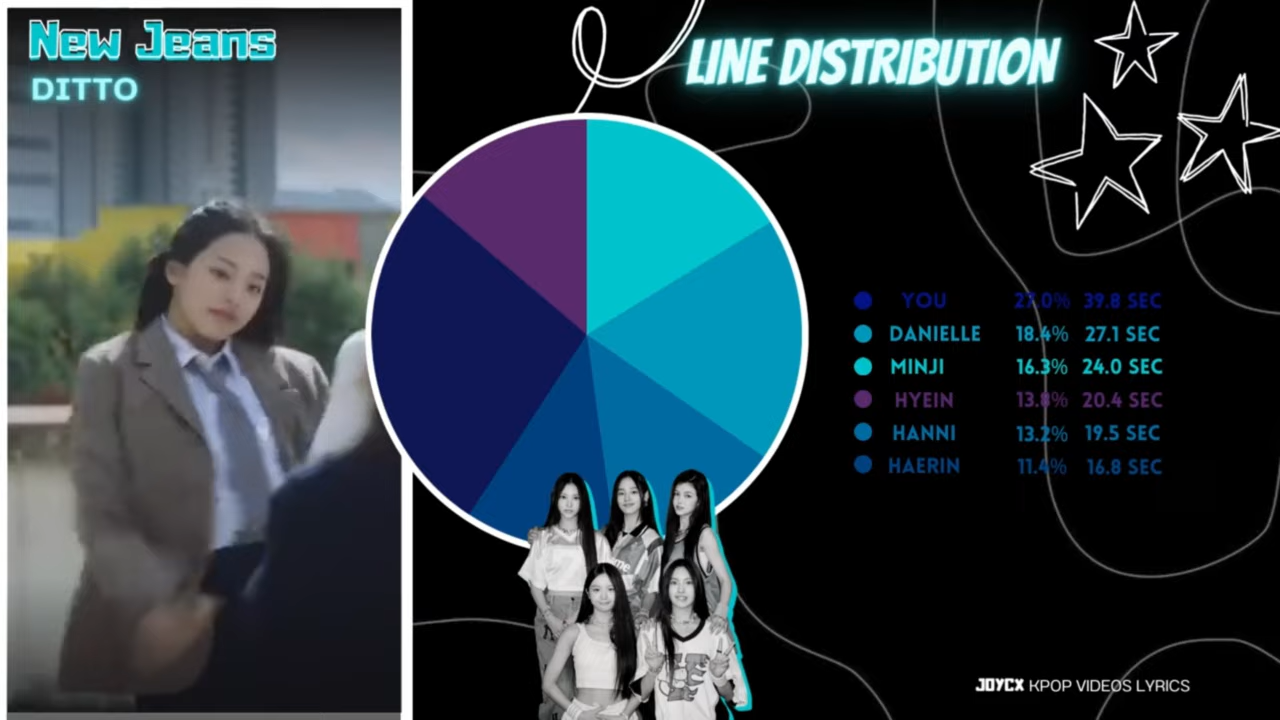 New Jeans
DITTO
LINE DISTRIBUTION
YOU 27.0% 39.8 SEC
DANIELLE 18.4% 27.1 SEC
MINJI 16.3% 24.0 SEC
HYEIN 13.8% 20.4 SEC
HANNI 13.2% 19.5 SEC
HAERIN 11.4% 16.8 SEC
JOYCX KPOP VIDEOS LYRICS